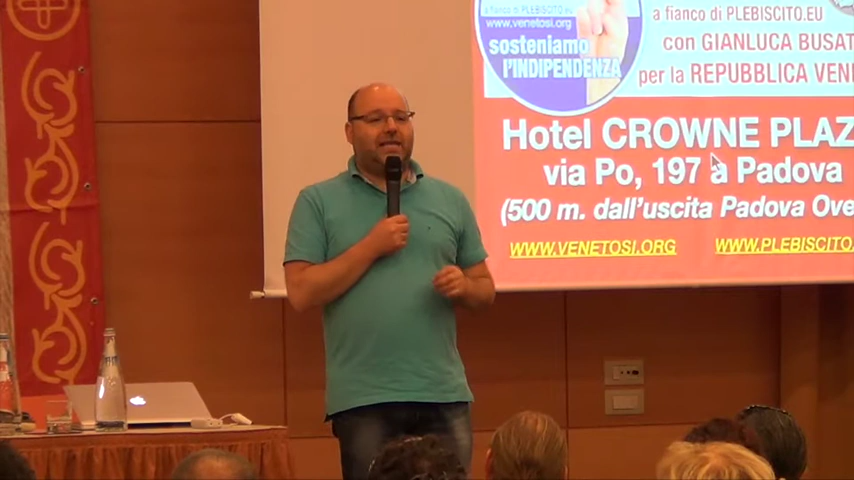 a fianco di PLEBISCITO.EU
www.venetosi.org
sosteniamo
l'INDIPENDENZA
a fianco di PLEBISCITO.EU
con GIANLUCA BUSAT
per la REPUBBLICA VEN
Hotel CROWNE PLAZ
via Po, 197 a Padova
(500 m. dall'uscita Padova Ove
WWW.VENETOSI.ORG
WWW.PLEBISCITO.E